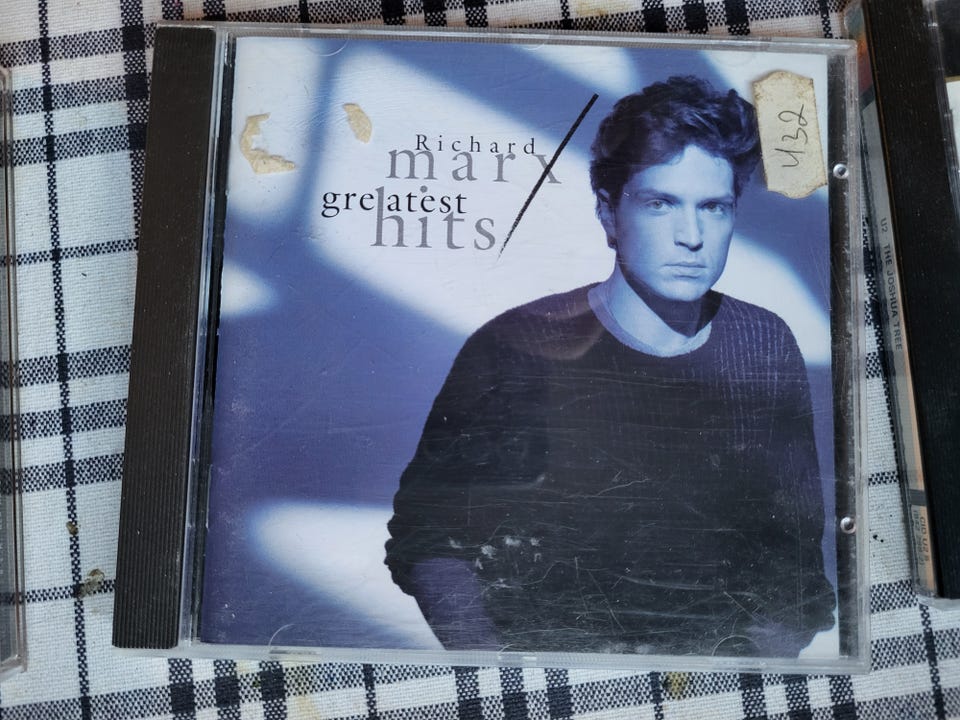 Richard
marx
greatest
hits
432
U2 THE JOSHUA TREE